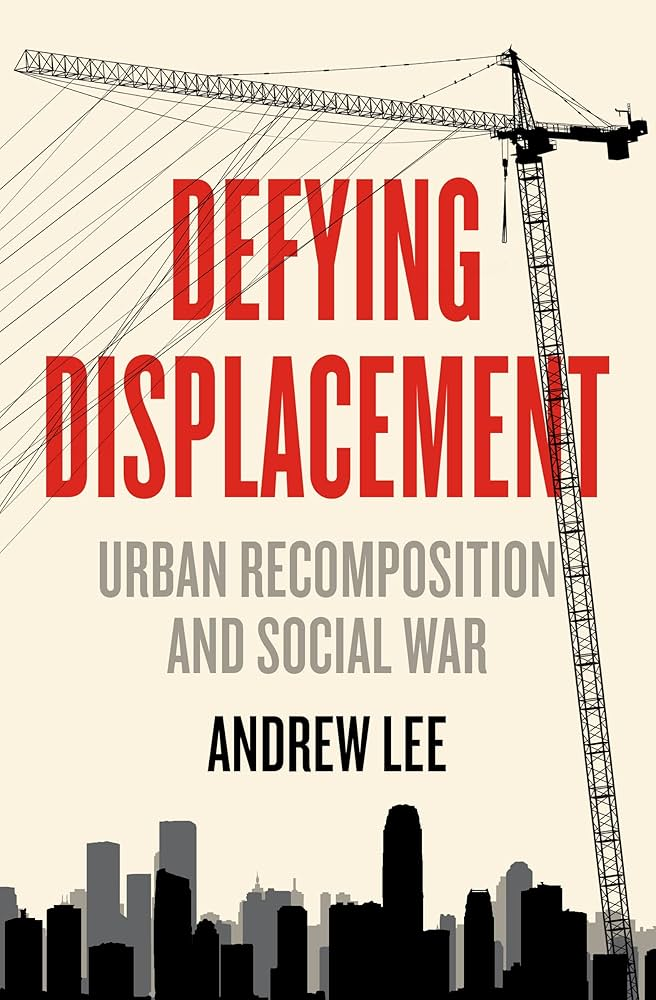 DEFYING
DISPLACEMENT
URBAN RECOMPOSITION
AND SOCIAL WAR
ANDREW LEE